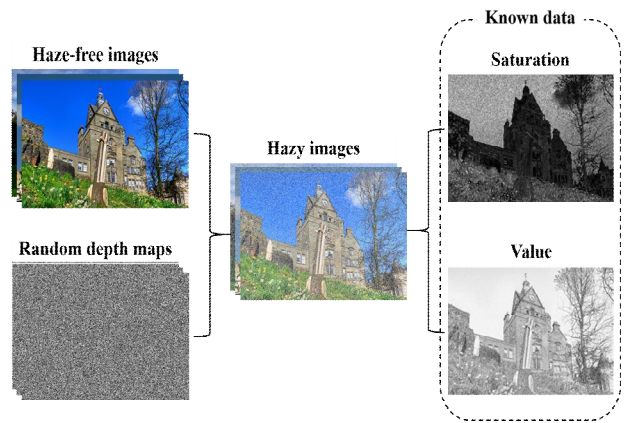 Known data
Haze-free images
Saturation
Hazy images
Random depth maps
Value